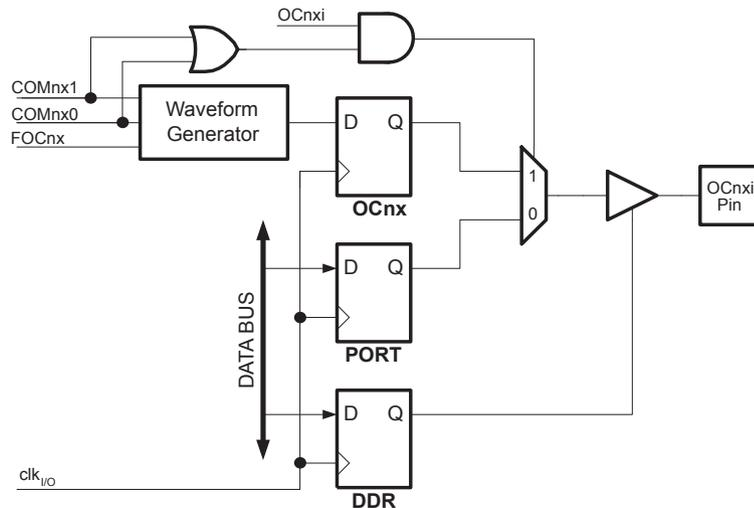 OCnxi
COMnx1
COMnx0
FOCnx
Waveform
Generator
D Q
OCnx
1
0
OCnxi
Pin
DATA BUS
D Q
PORT
D Q
DDR
clkI/O